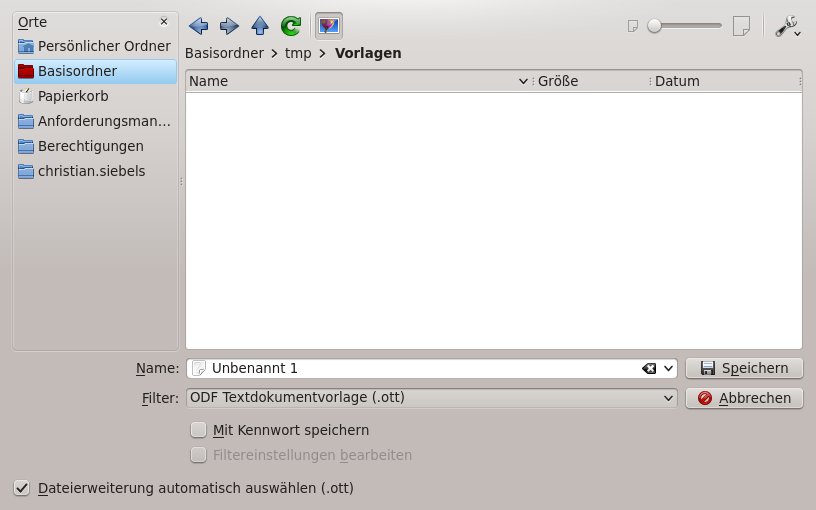 Orte
Persönlicher Ordner
Basisordner
Papierkorb
Anforderungsman...
Berechtigungen
christian.siebels
Basisordner > tmp > Vorlagen
Name Größe Datum
Name: Unbenannt 1 Speichern
Filter: ODF Textdokumentvorlage (.ott) Abbrechen
Mit Kennwort speichern
Filtereinstellungen bearbeiten
Dateierweiterung automatisch auswählen (.ott)